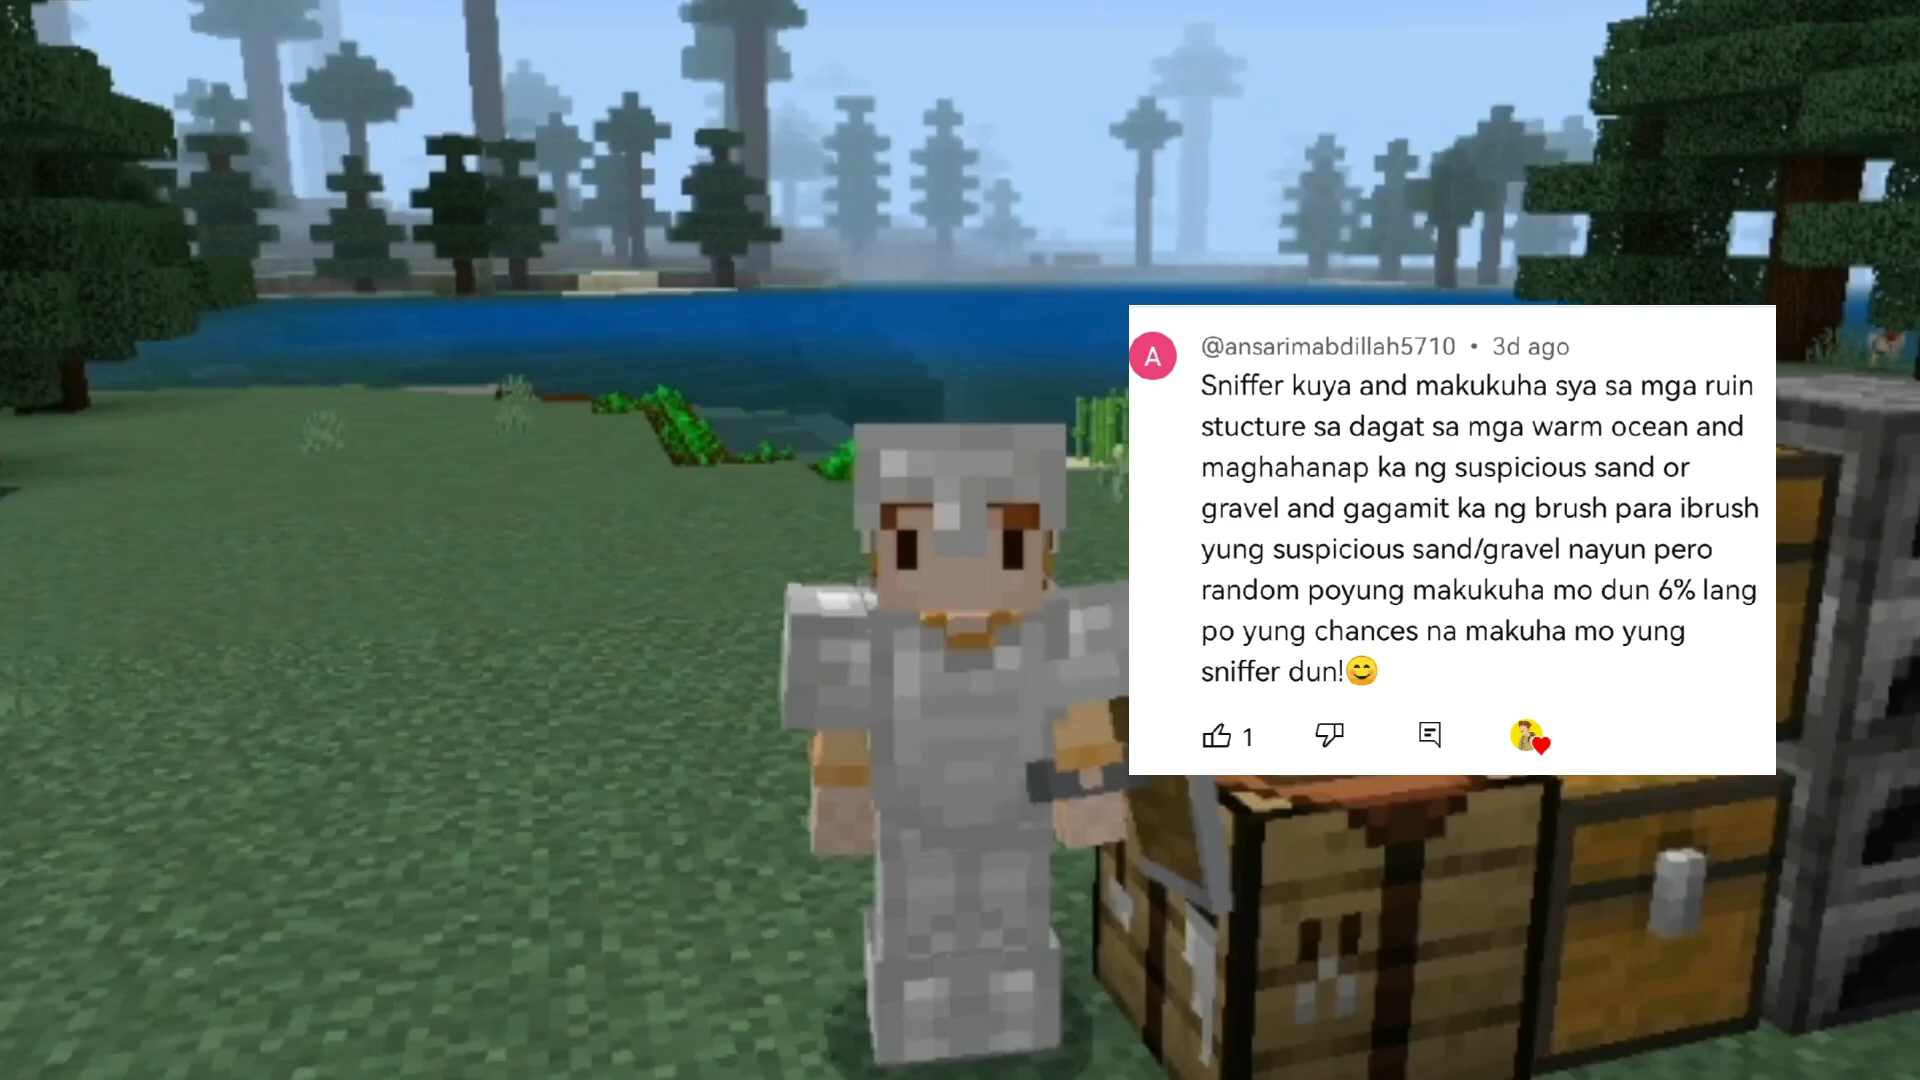 A
@ansarimabdillah5710 • 3d ago
Sniffer kuya and makukuha sya sa mga ruin
stucture sa dagat sa mga warm ocean and
maghahanap ka ng suspicious sand or
gravel and gagamit ka ng brush para ibrush
yung suspicious sand/gravel nayun pero
random poyung makukuha mo dun 6% lang
po yung chances na makuha mo yung
sniffer dun!😊
1